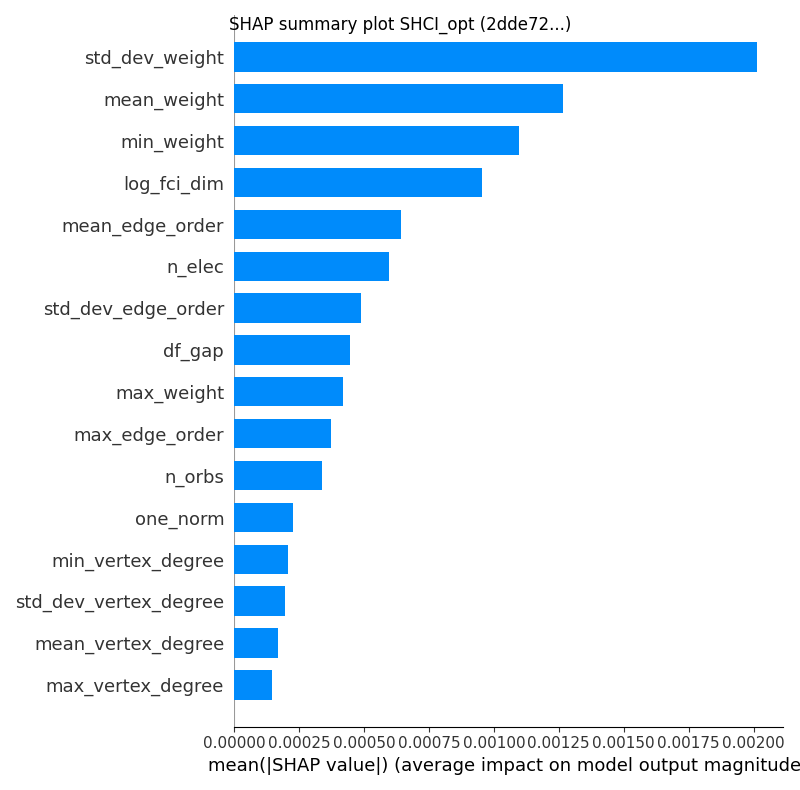 SHAP summary plot SHCI_opt (2dde72...)
std_dev_weight
mean_weight
min_weight
log_fci_dim
mean_edge_order
n_elec
std_dev_edge_order
df_gap
max_weight
max_edge_order
n_orbs
one_norm
min_vertex_degree
std_dev_vertex_degree
mean_vertex_degree
max_vertex_degree
0.00000 0.00025 0.00050 0.00075 0.00100 0.00125 0.00150 0.00175 0.00200
mean(|SHAP value|) (average impact on model output magnitude